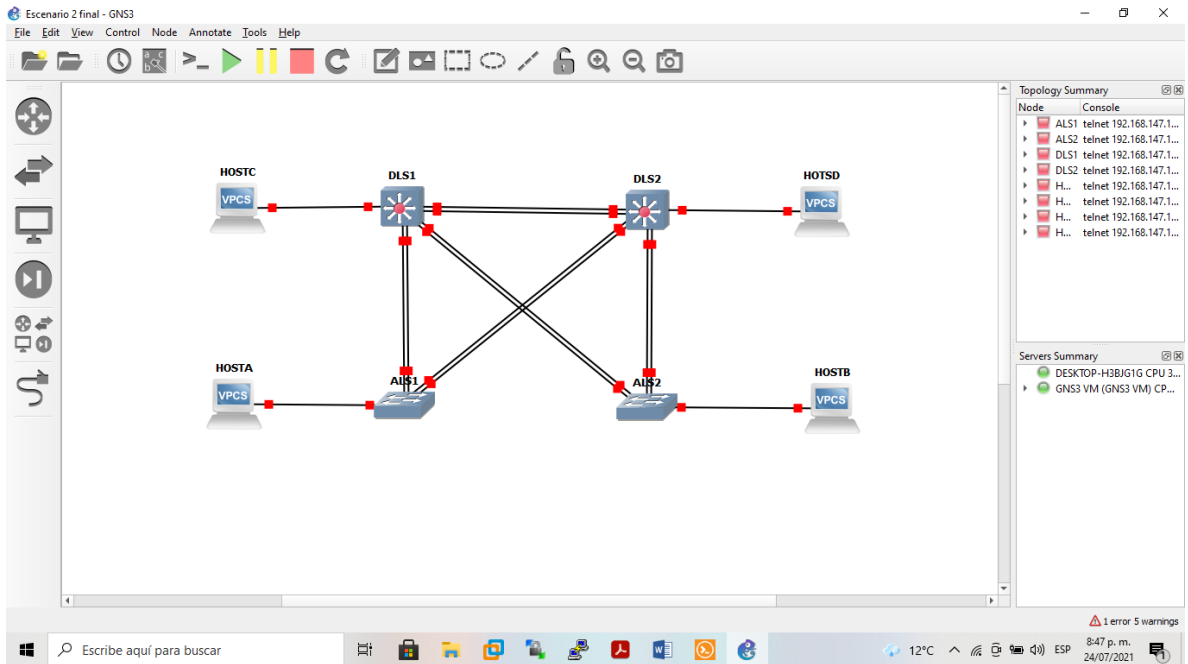 Escenario 2 final - GNS3
File Edit View Control Node Annotate Tools Help
Topology Summary
Node Console
ALS1 telnet 192.168.147.1...
ALS2 telnet 192.168.147.1...
DLS1 telnet 192.168.147.1...
DLS2 telnet 192.168.147.1...
H... telnet 192.168.147.1...
H... telnet 192.168.147.1...
H... telnet 192.168.147.1...
H... telnet 192.168.147.1...
HOSTC
VPCS
DLS1
DLS2
HOTSD
VPCS
HOSTA
VPCS
ALS1
ALS2
HOSTB
VPCS
Servers Summary
DESKTOP-H3BJG1G CPU 3...
GNS3 VM (GNS3 VM) CP...
1 error 5 warnings
Escribe aquí para buscar
12°C
ESP
8:47 p. m.
24/07/2021